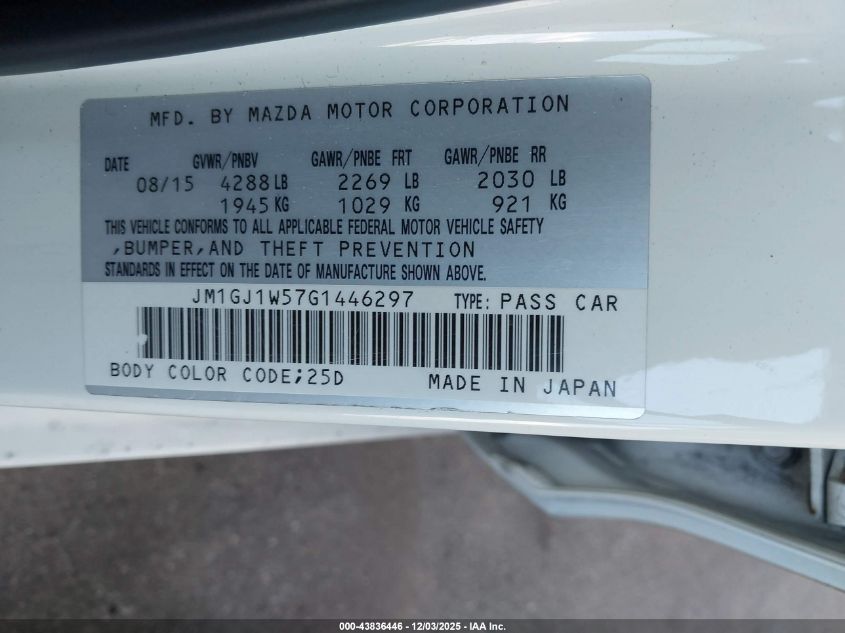 MFD. BY MAZDA MOTOR CORPORATION
DATE GVWR/PNBV GAWR/PNBE FRT GAWR/PNBE RR
08/15 4288 LB 2269 LB 2030 LB
1945 KG 1029 KG 921 KG
THIS VEHICLE CONFORMS TO ALL APPLICABLE FEDERAL MOTOR VEHICLE SAFETY
,BUMPER,AND THEFT PREVENTION
STANDARDS IN EFFECT ON THE DATE OF MANUFACTURE SHOWN ABOVE.
JM1GJ1W57G1446297 TYPE: PASS CAR
BODY COLOR CODE;25D MADE IN JAPAN
000-43836446 - 12/03/2025 - IAA Inc.